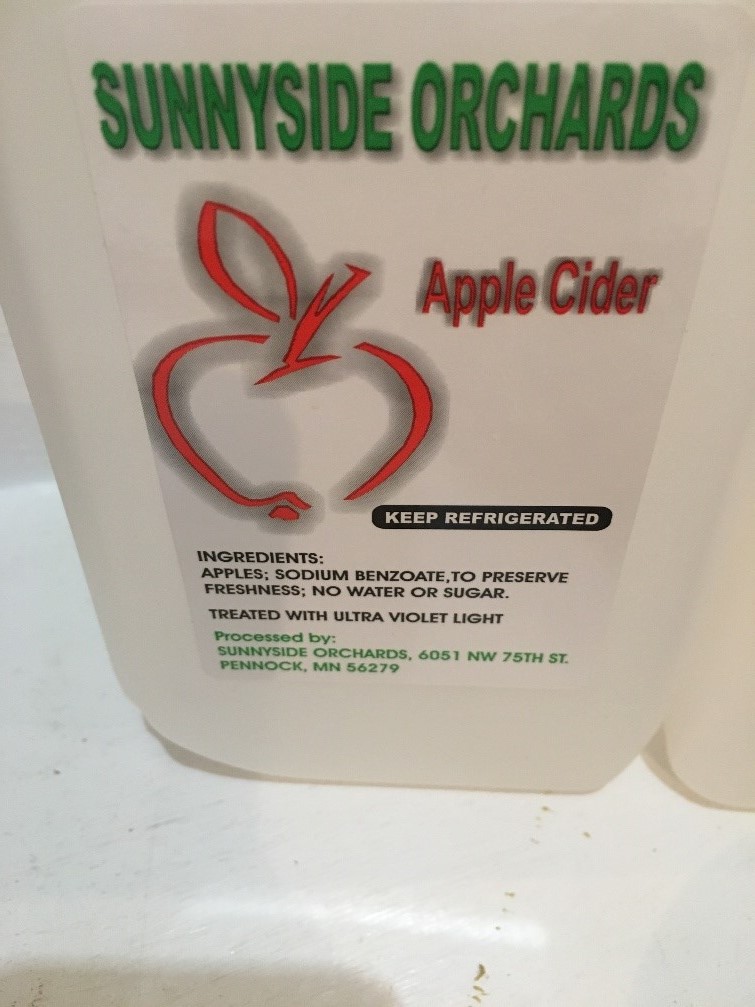 SUNNYSIDE ORCHARDS
Apple Cider
KEEP REFRIGERATED
INGREDIENTS:
APPLES; SODIUM BENZOATE,TO PRESERVE
FRESHNESS; NO WATER OR SUGAR.
TREATED WITH ULTRA VIOLET LIGHT
Processed by:
SUNNYSIDE ORCHARDS, 6051 NW 75TH ST.
PENNOCK, MN 56279